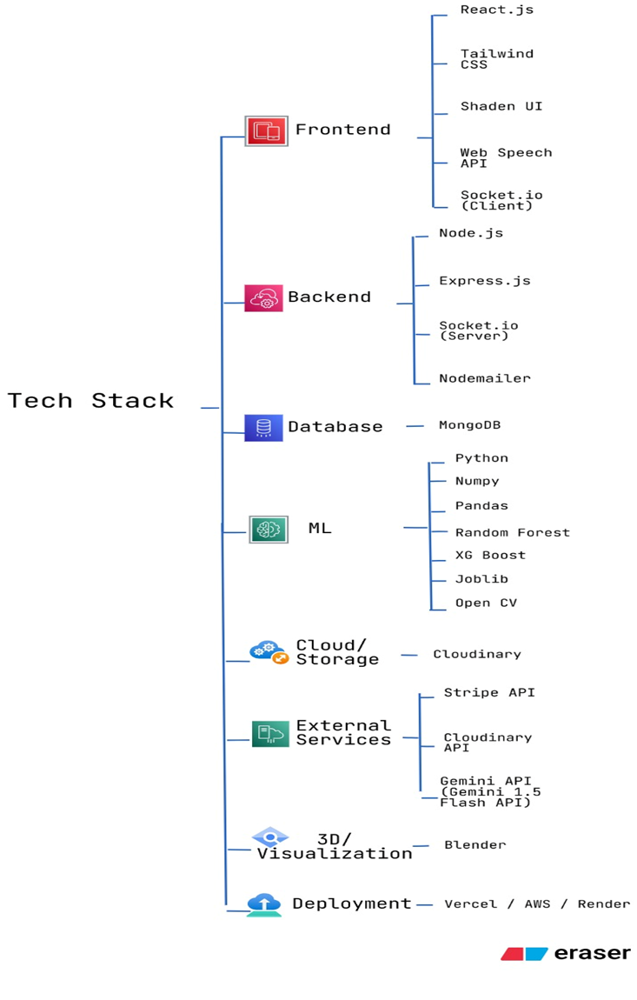 React.js
Tailwind
CSS
Shaden UI
Frontend
Web Speech
API
Socket.io
(Client)
Node.js
Express.js
Backend
Socket.io
(Server)
Nodemailer
Tech Stack
Database
MongoDB
Python
Numpy
Pandas
ML
Random Forest
XG Boost
Joblib
Open CV
Cloud/
Storage
Cloudinary
Stripe API
External
Services
Cloudinary
API
Gemini API
(Gemini 1.5
Flash API)
3D/
Visualization
Blender
Deployment
Vercel / AWS / Render
eraser